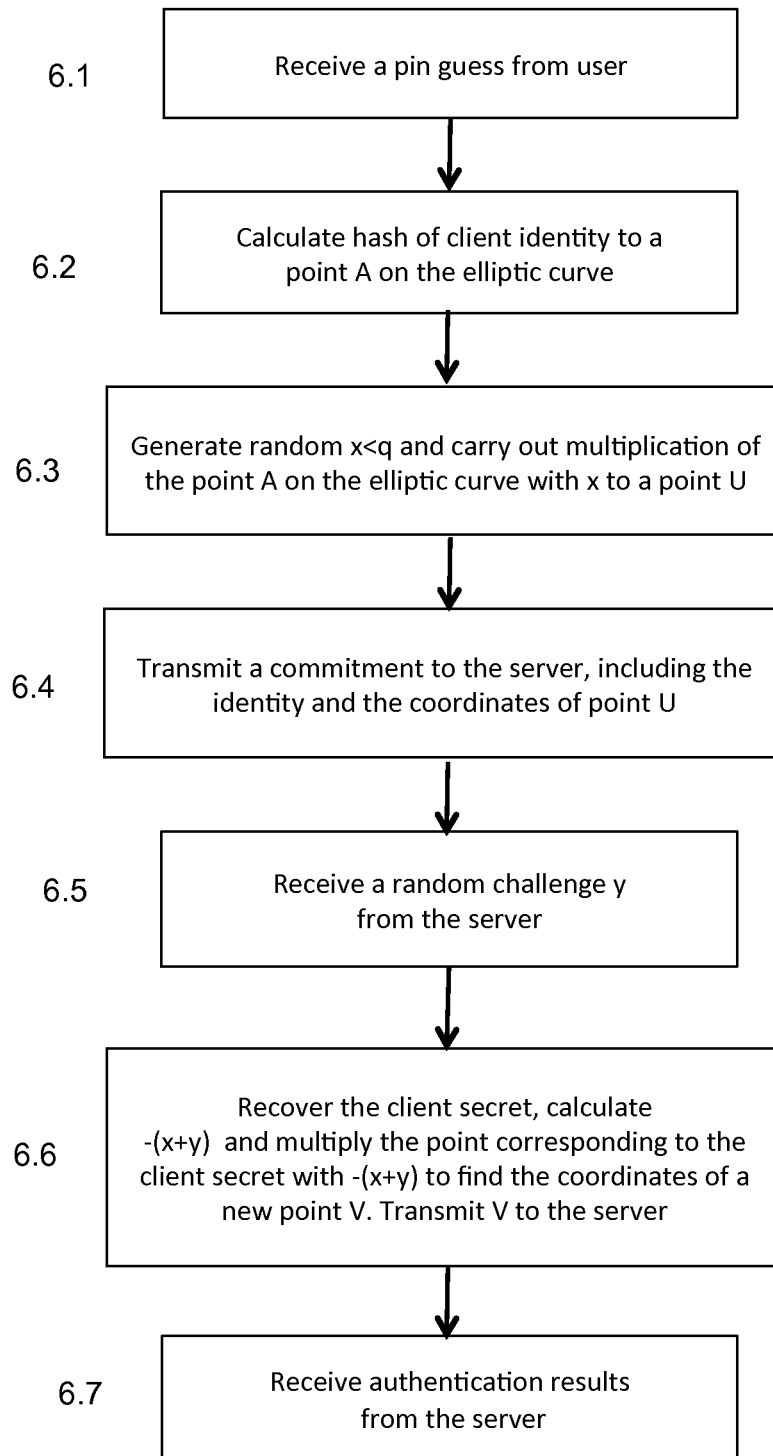 6.1
Receive a pin guess from user
6.2
Calculate hash of client identity to a
point A on the elliptic curve
6.3
Generate random x<q and carry out multiplication of
the point A on the elliptic curve with x to a point U
6.4
Transmit a commitment to the server, including the
identity and the coordinates of point U
6.5
Receive a random challenge y
from the server
6.6
Recover the client secret, calculate
-(x+y) and multiply the point corresponding to the
client secret with -(x+y) to find the coordinates of a
new point V. Transmit V to the server
6.7
Receive authentication results
from the server